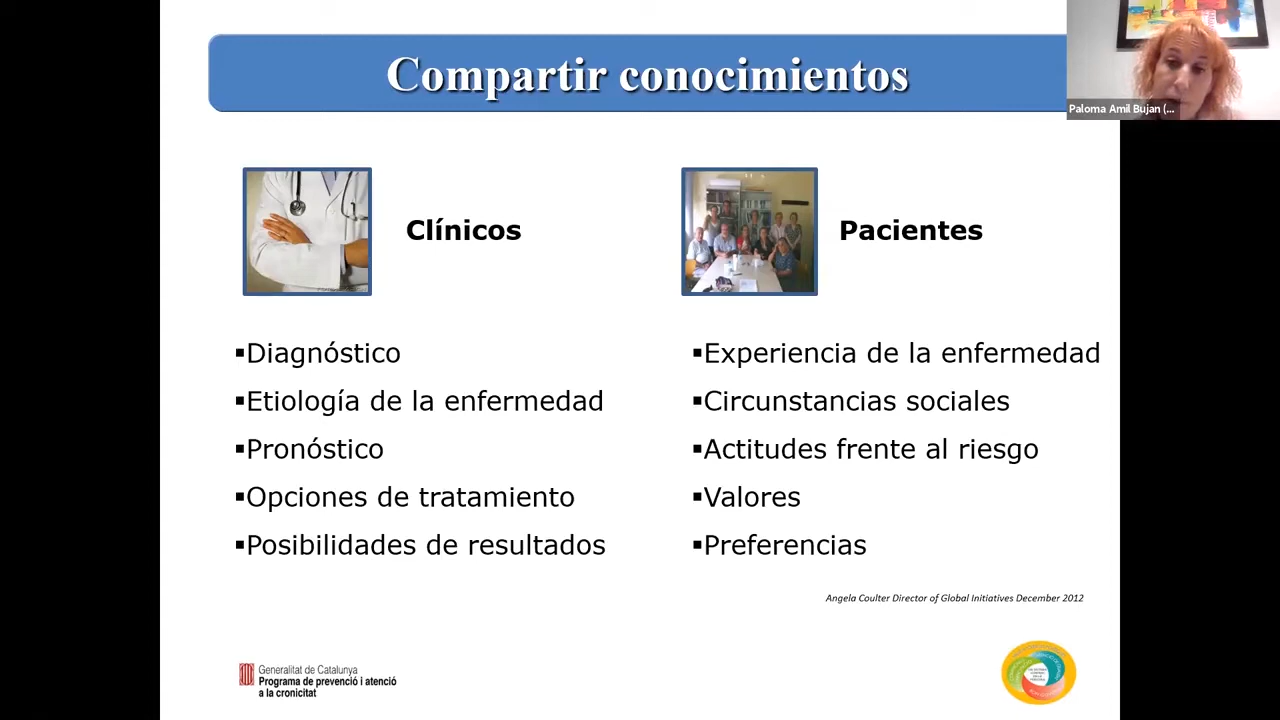 Compartir conocimientos
Paloma Amil Bujan (...
Clínicos
▪Diagnóstico
▪Etiología de la enfermedad
▪Pronóstico
▪Opciones de tratamiento
▪Posibilidades de resultados
Pacientes
▪Experiencia de la enfermedad
▪Circunstancias sociales
▪Actitudes frente al riesgo
▪Valores
▪Preferencias
Angela Coulter Director of Global Initiatives December 2012
Generalitat de Catalunya
Programa de prevenció i atenció
a la cronicitat